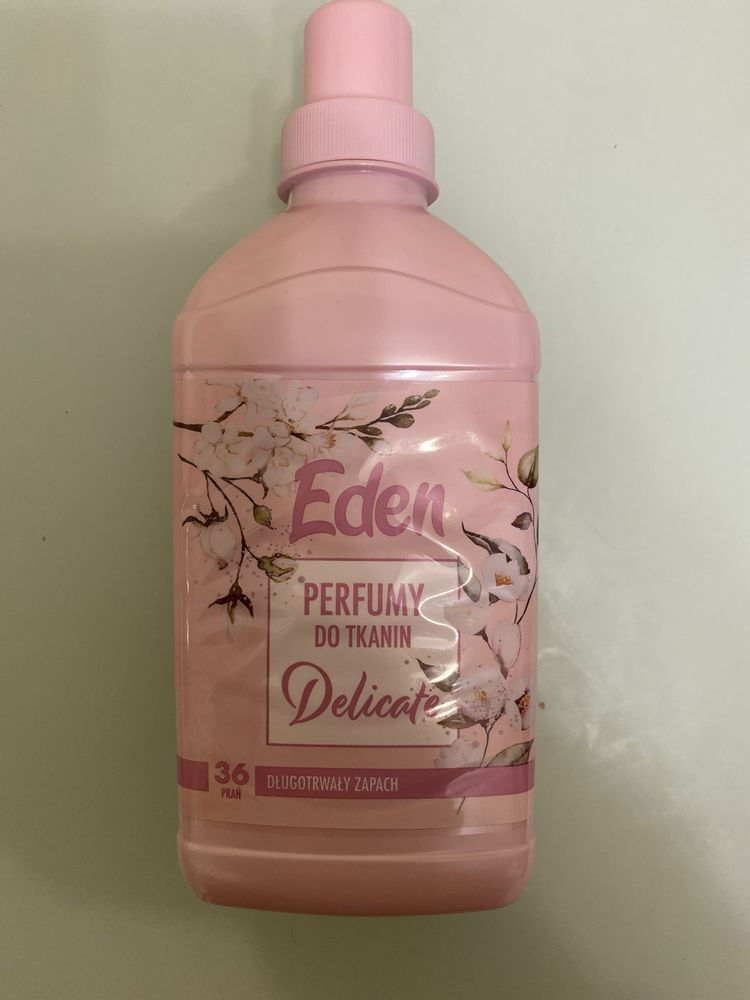 Eden
PERFUMY
DO TKANIN
Delicate
36
PRAŃ
DŁUGOTRWAŁY ZAPACH